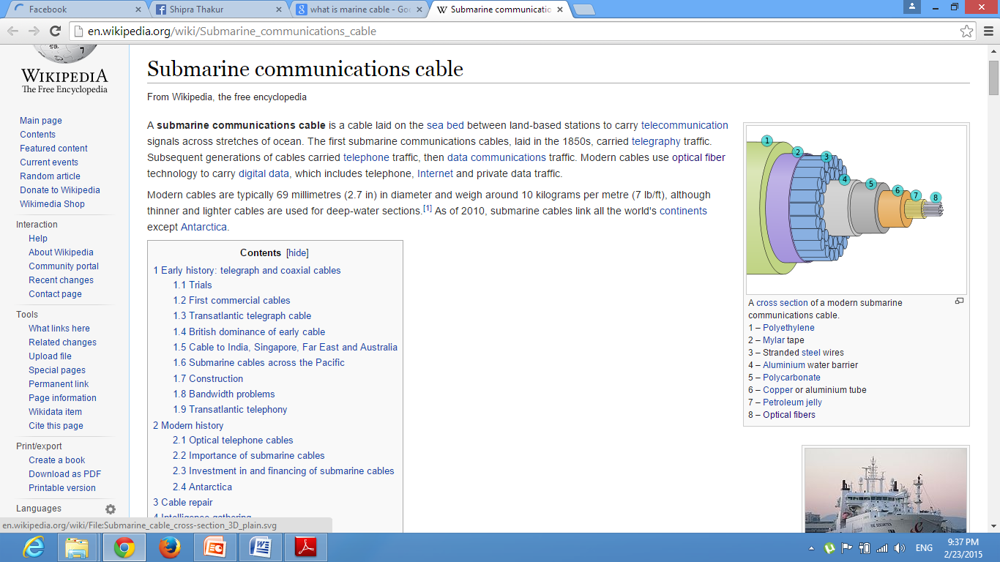 Facebook
Shipra Thakur
what is marine cable - Goo
Submarine communicatio
en.wikipedia.org/wiki/Submarine_communications_cable
WIKIPEDIA
The Free Encyclopedia
Main page
Contents
Featured content
Current events
Random article
Donate to Wikipedia
Wikimedia Shop
Interaction
Help
About Wikipedia
Community portal
Recent changes
Contact page
Tools
What links here
Related changes
Upload file
Special pages
Permanent link
Page information
Wikidata item
Cite this page
Print/export
Create a book
Download as PDF
Printable version
Languages
Submarine communications cable
From Wikipedia, the free encyclopedia
A submarine communications cable is a cable laid on the sea bed between land-based stations to carry telecommunication
signals across stretches of ocean. The first submarine communications cables, laid in the 1850s, carried telegraphy traffic.
Subsequent generations of cables carried telephone traffic, then data communications traffic. Modern cables use optical fiber
technology to carry digital data, which includes telephone, Internet and private data traffic.
Modern cables are typically 69 millimetres (2.7 in) in diameter and weigh around 10 kilograms per metre (7 lb/ft), although
thinner and lighter cables are used for deep-water sections.[1] As of 2010, submarine cables link all the world's continents
except Antarctica.
Contents [hide]
1 Early history: telegraph and coaxial cables
1.1 Trials
1.2 First commercial cables
1.3 Transatlantic telegraph cable
1.4 British dominance of early cable
1.5 Cable to India, Singapore, Far East and Australia
1.6 Submarine cables across the Pacific
1.7 Construction
1.8 Bandwidth problems
1.9 Transatlantic telephony
2 Modern history
2.1 Optical telephone cables
2.2 Importance of submarine cables
2.3 Investment in and financing of submarine cables
2.4 Antarctica
3 Cable repair
4 Intelligence gathering
1 2 3 4 5 6 7 8
A cross section of a modern submarine
communications cable.
1 – Polyethylene
2 – Mylar tape
3 – Stranded steel wires
4 – Aluminium water barrier
5 – Polycarbonate
6 – Copper or aluminium tube
7 – Petroleum jelly
8 – Optical fibers
en.wikipedia.org/wiki/File:Submarine_cable_cross-section_3D_plain.svg
ENG
9:37 PM
2/23/2015